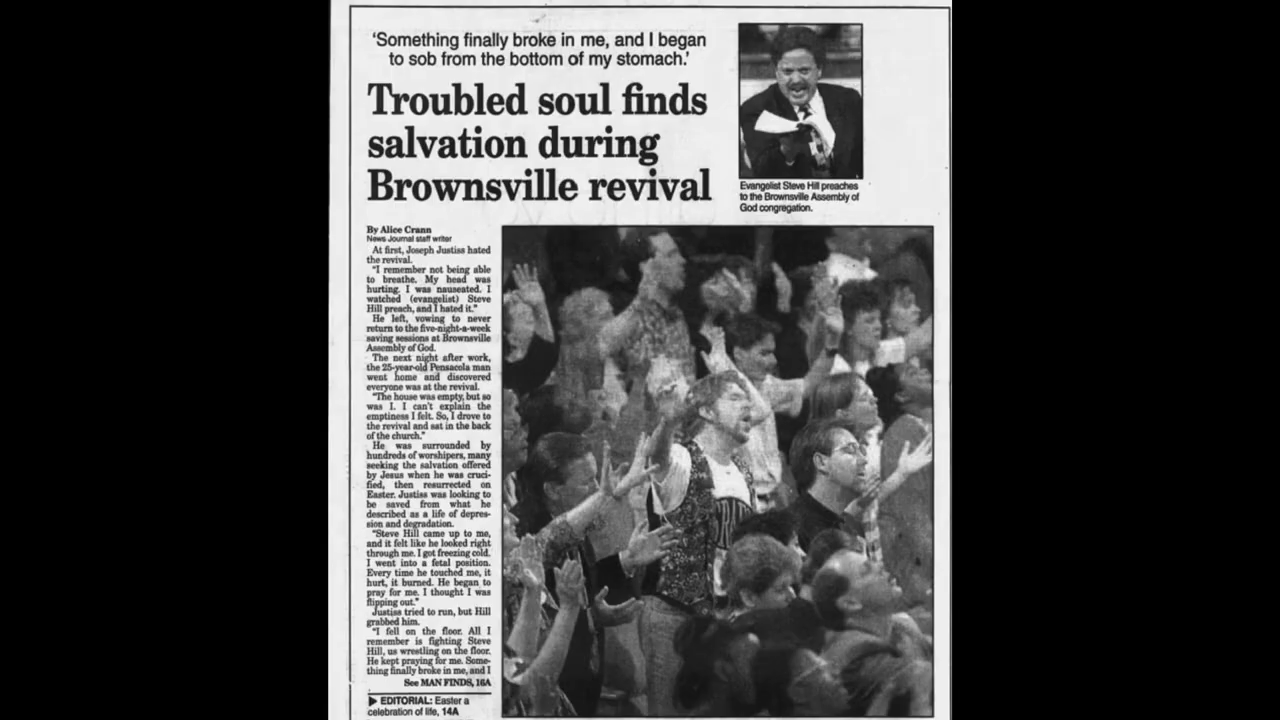 ‘Something finally broke in me, and I began
to sob from the bottom of my stomach.’
Troubled soul finds
salvation during
Brownsville revival
Evangelist Steve Hill preaches
to the Brownsville Assembly of
God congregation.
By Alice Crann
News Journal staff writer
At first, Joseph Justiss hated
the revival.
“I remember not being able
to breathe. My head was
hurting. I was nauseated. I
watched (evangelist) Steve
Hill preach, and I hated it.”
He left, vowing to never
return to the five-night-a-week
saving sessions at Brownsville
Assembly of God.
The next night after work,
the 25-year-old Pensacola man
went home and discovered
everyone was at the revival.
“The house was empty, but so
was I. I can’t explain the
emptiness I felt. So, I drove to
the revival and sat in the back
of the church.”
He was surrounded by
hundreds of worshipers, many
seeking the salvation offered
by Jesus when he was cruci-
fied, then resurrected on
Easter. Justiss was looking to
be saved from what he
described as a life of depres-
sion and degradation.
“Steve Hill came up to me,
and it felt like he looked right
through me. I got freezing cold.
I went into a fetal position.
Every time he touched me, it
hurt, it burned. He began to
pray for me. I thought I was
flipping out.”
Justiss tried to run, but Hill
grabbed him.
“I fell on the floor. All I
remember is fighting Steve
Hill, us wrestling on the floor.
He kept praying for me. Some-
thing finally broke in me, and I
See MAN FINDS, 16A
▶ EDITORIAL: Easter a
celebration of life, 14A